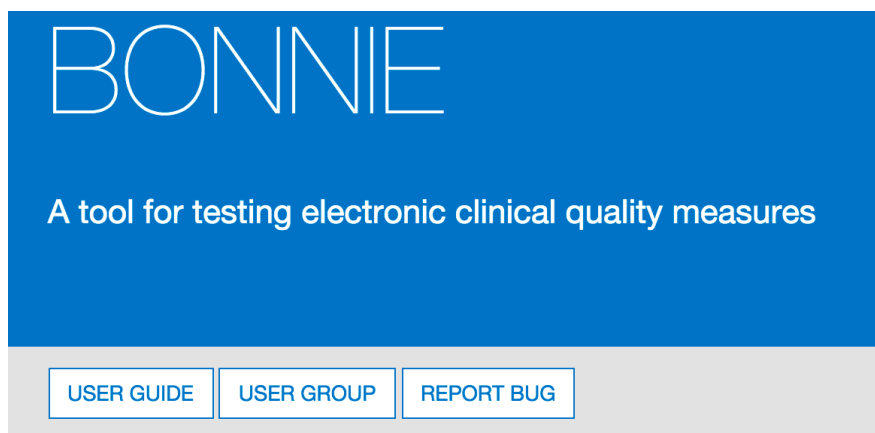 BONNIE
A tool for testing electronic clinical quality measures
USER GUIDE USER GROUP REPORT BUG